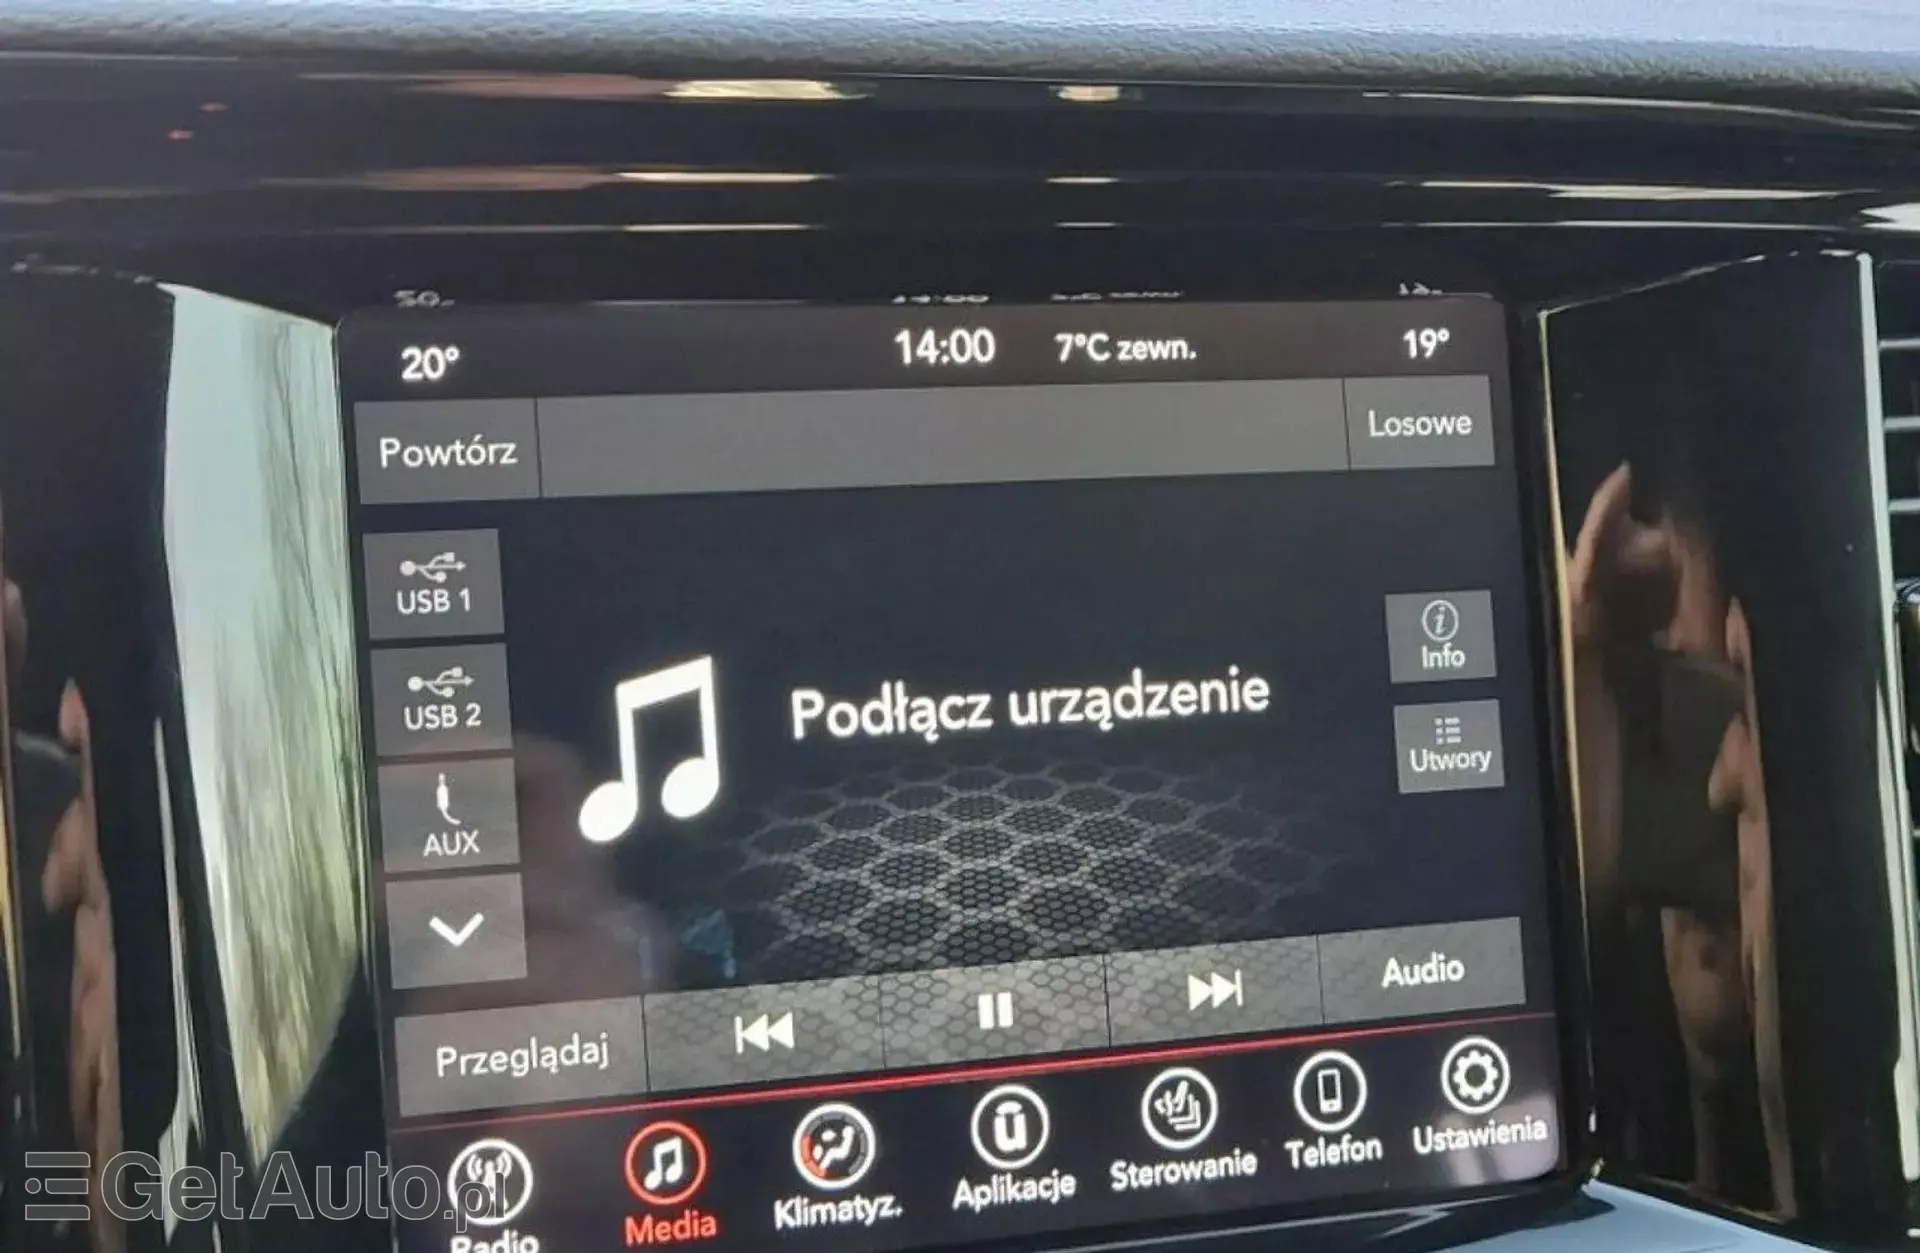 20° 14:00 7°C zewn. 19°
Powtórz Losowe
USB 1
Info
USB 2
Podłącz urządzenie
Utwory
AUX
Audio
Przeglądaj
Radio Media Klimatyz. Aplikacje Sterowanie Telefon Ustawienia
GetAuto.pl